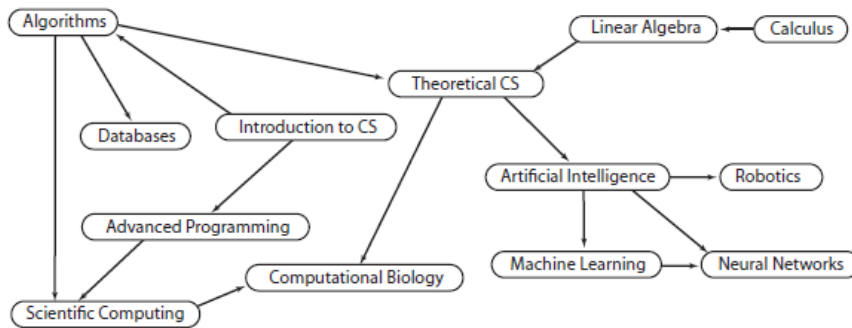 Algorithms
Linear Algebra
Calculus
Theoretical CS
Databases
Introduction to CS
Artificial Intelligence
Robotics
Advanced Programming
Machine Learning
Neural Networks
Computational Biology
Scientific Computing